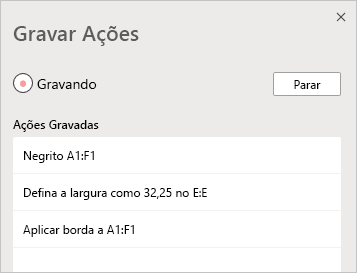 Gravar Ações
Gravando
Parar
Ações Gravadas
Negrito A1:F1
Defina a largura como 32,25 no E:E
Aplicar borda a A1:F1